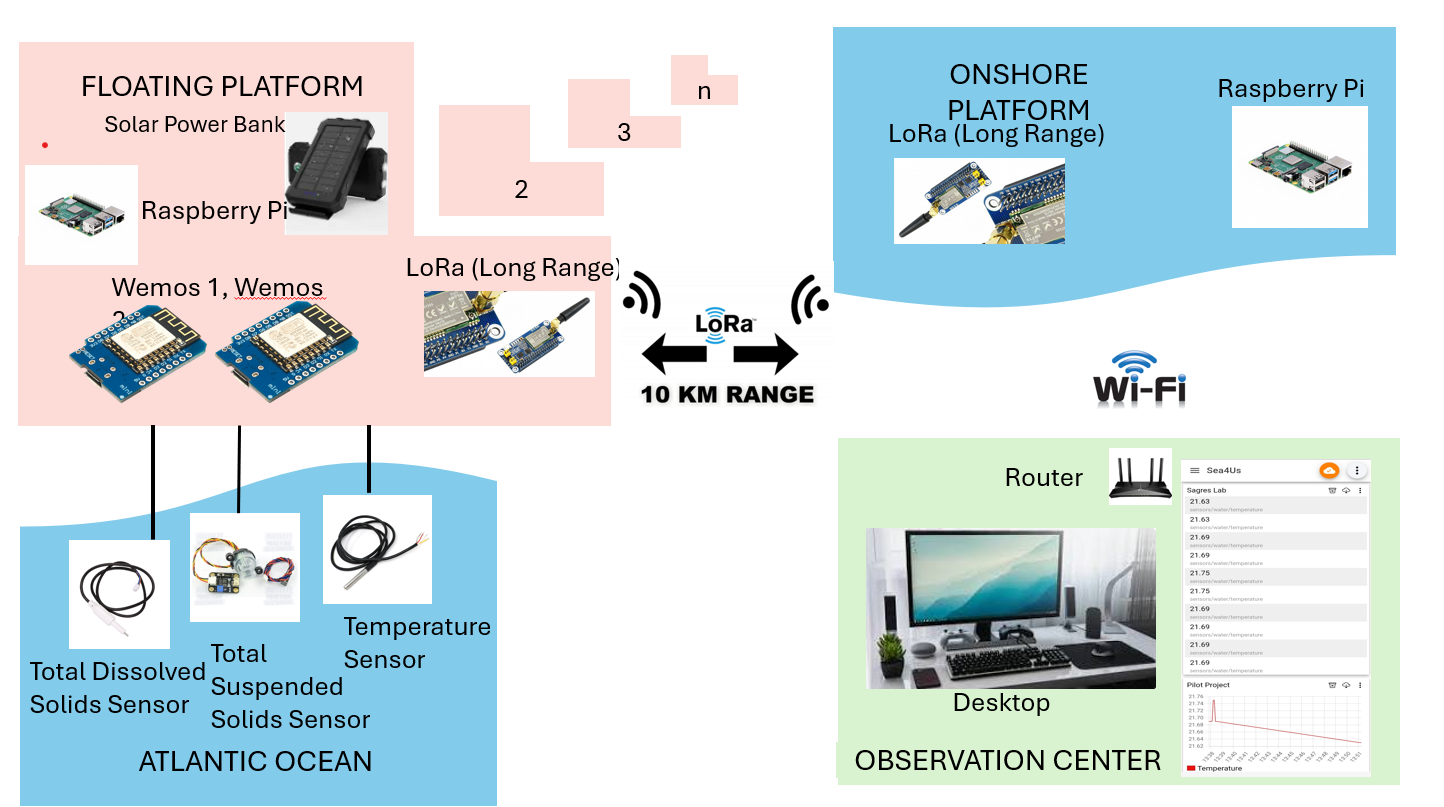 FLOATING PLATFORM
Solar Power Bank
Raspberry Pi
Wemos 1, Wemos
2
LoRa (Long Range)
2
3
n
LoRa
10 KM RANGE
ONSHORE
PLATFORM
LoRa (Long Range)
Raspberry Pi
Wi-Fi
Total Dissolved
Solids Sensor
Total
Suspended
Solids Sensor
Temperature
Sensor
ATLANTIC OCEAN
Router
Desktop
OBSERVATION CENTER
Sea4Us
Sagres Lab
21.63
sensors/water/temperature
21.63
sensors/water/temperature
21.69
sensors/water/temperature
21.69
sensors/water/temperature
21.75
sensors/water/temperature
21.75
sensors/water/temperature
21.69
sensors/water/temperature
21.69
sensors/water/temperature
21.69
sensors/water/temperature
21.69
sensors/water/temperature
Pilot Project
21.76
21.74
21.72
21.70
21.68
21.66
21.64
21.62
Temperature